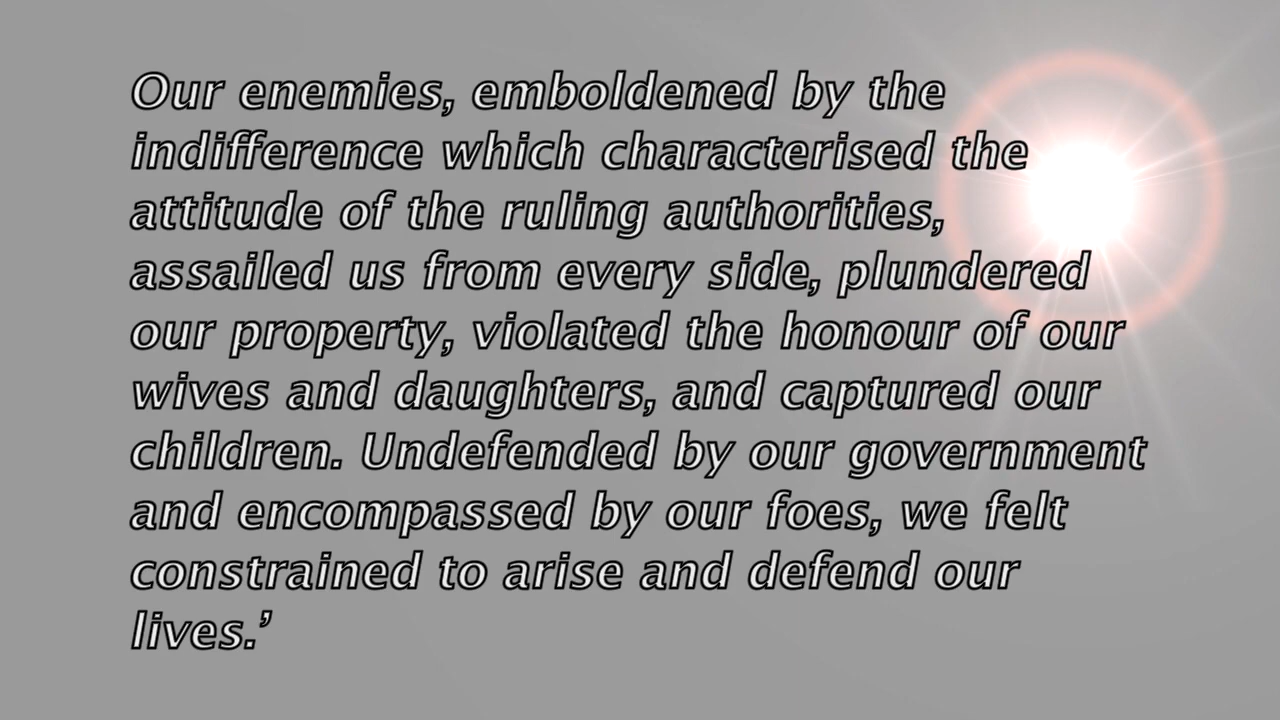 Our enemies, emboldened by the
indifference which characterised the
attitude of the ruling authorities,
assailed us from every side, plundered
our property, violated the honour of our
wives and daughters, and captured our
children. Undefended by our government
and encompassed by our foes, we felt
constrained to arise and defend our
lives.’